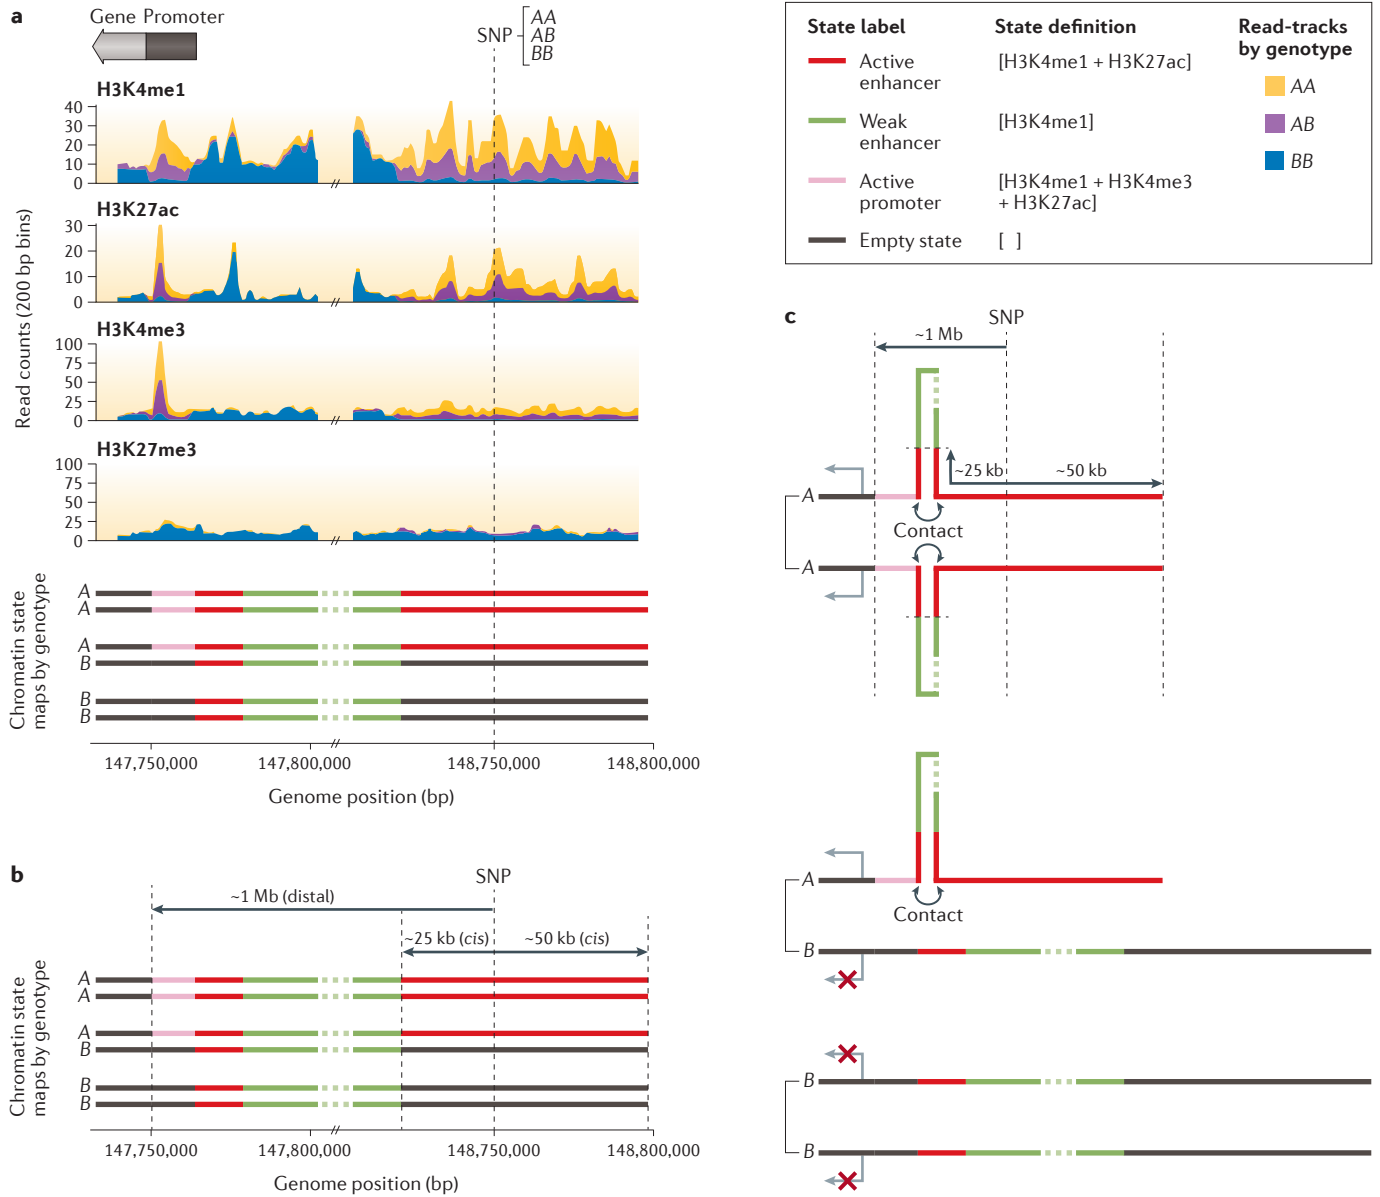 a
Gene Promoter
SNP
AA
AB
BB
H3K4me1
40
30
20
10
0
H3K27ac
30
20
10
0
H3K4me3
100
75
50
25
0
H3K27me3
100
75
50
25
0
Read counts (200 bp bins)
Chromatin state
maps by genotype
A
A
A
B
B
B
147,750,000
147,800,000
148,750,000
148,800,000
Genome position (bp)
State label
State definition
Read-tracks
by genotype
Active
enhancer
[H3K4me1 + H3K27ac]
AA
Weak
enhancer
[H3K4me1]
AB
Active
promoter
[H3K4me1 + H3K4me3
+ H3K27ac]
BB
Empty state
[ ]
b
SNP
~1 Mb (distal)
~25 kb (cis)
~50 kb (cis)
Chromatin state
maps by genotype
A
A
A
B
B
B
147,750,000
147,800,000
148,750,000
148,800,000
Genome position (bp)
c
SNP
~1 Mb
~25 kb
~50 kb
A
Contact
A
A
Contact
B
B
B